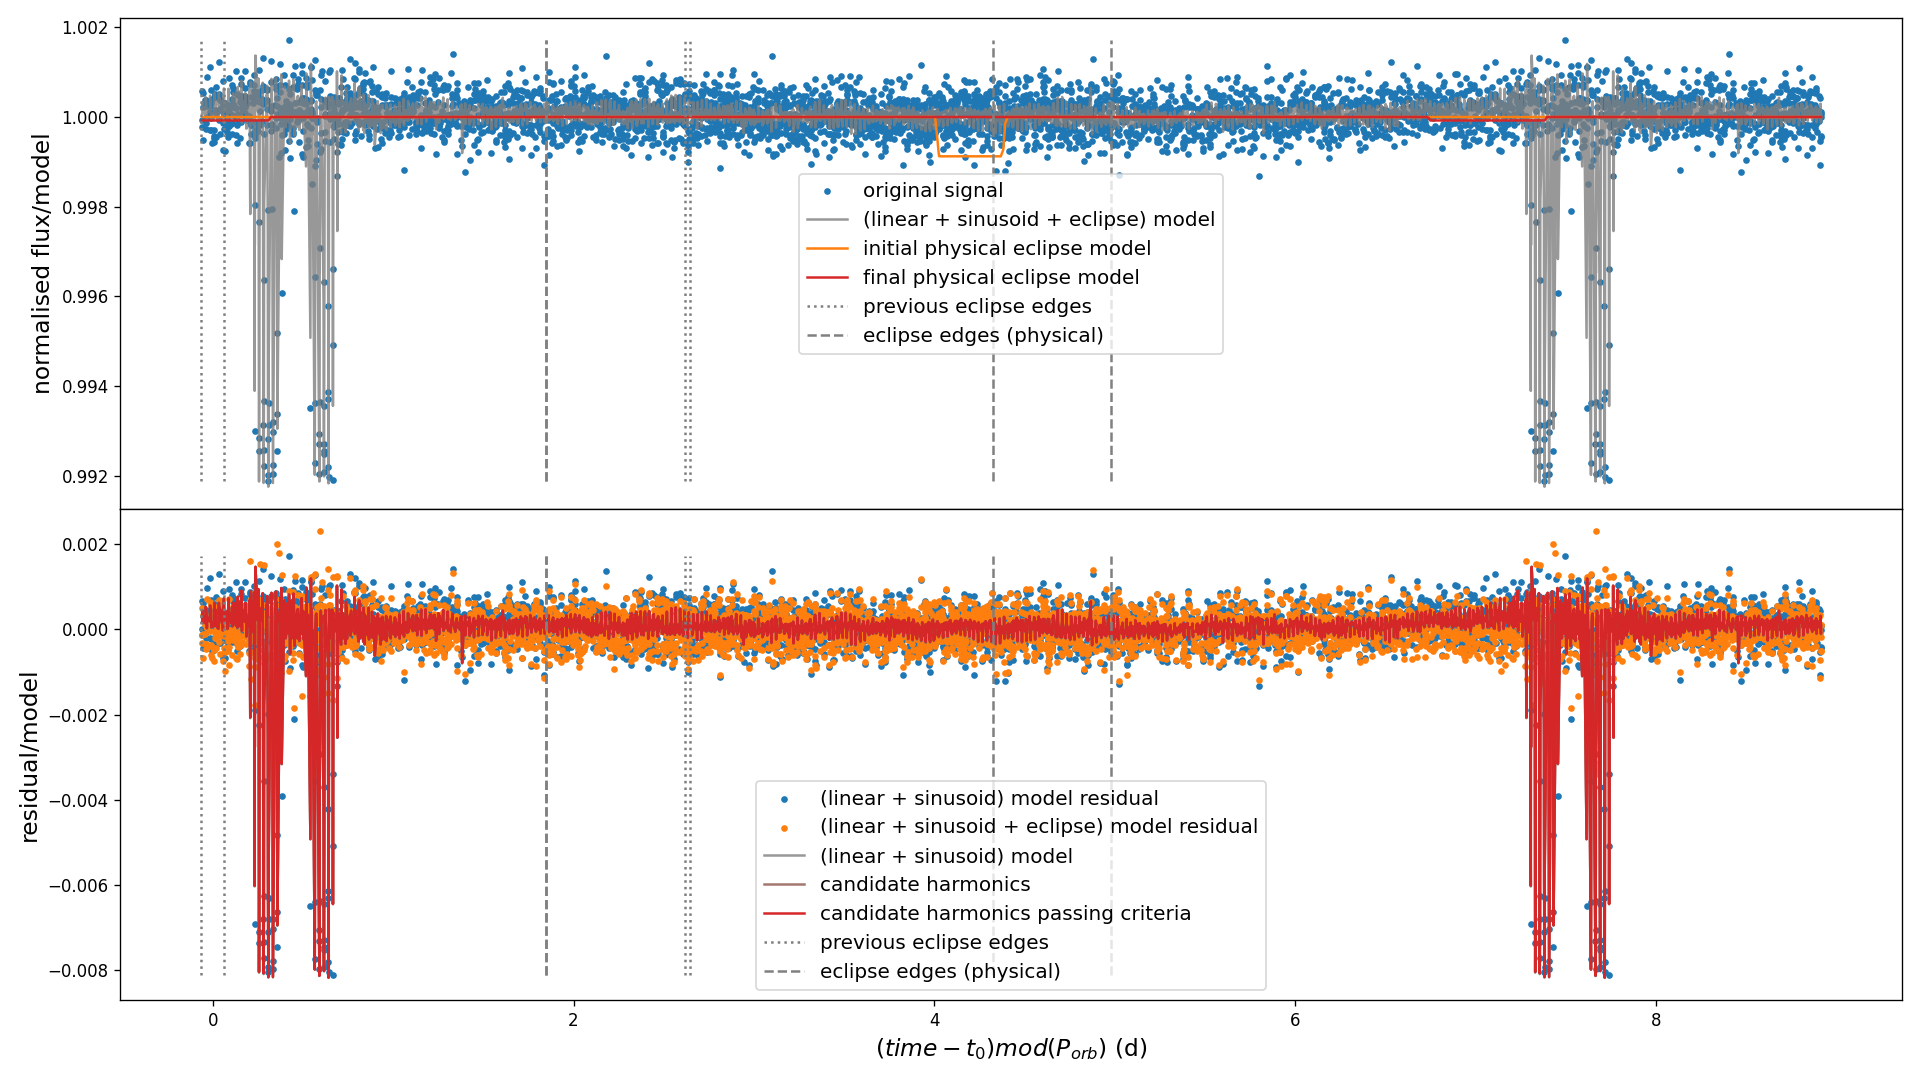 1.002
1.000
0.998
0.996
0.994
0.992
normalised flux/model
original signal
(linear + sinusoid + eclipse) model
initial physical eclipse model
final physical eclipse model
previous eclipse edges
eclipse edges (physical)
0.002
0.000
−0.002
−0.004
−0.006
−0.008
residual/model
(linear + sinusoid) model residual
(linear + sinusoid + eclipse) model residual
(linear + sinusoid) model
candidate harmonics
candidate harmonics passing criteria
previous eclipse edges
eclipse edges (physical)
0 2 4 6 8
(time − t0)mod(Porb) (d)